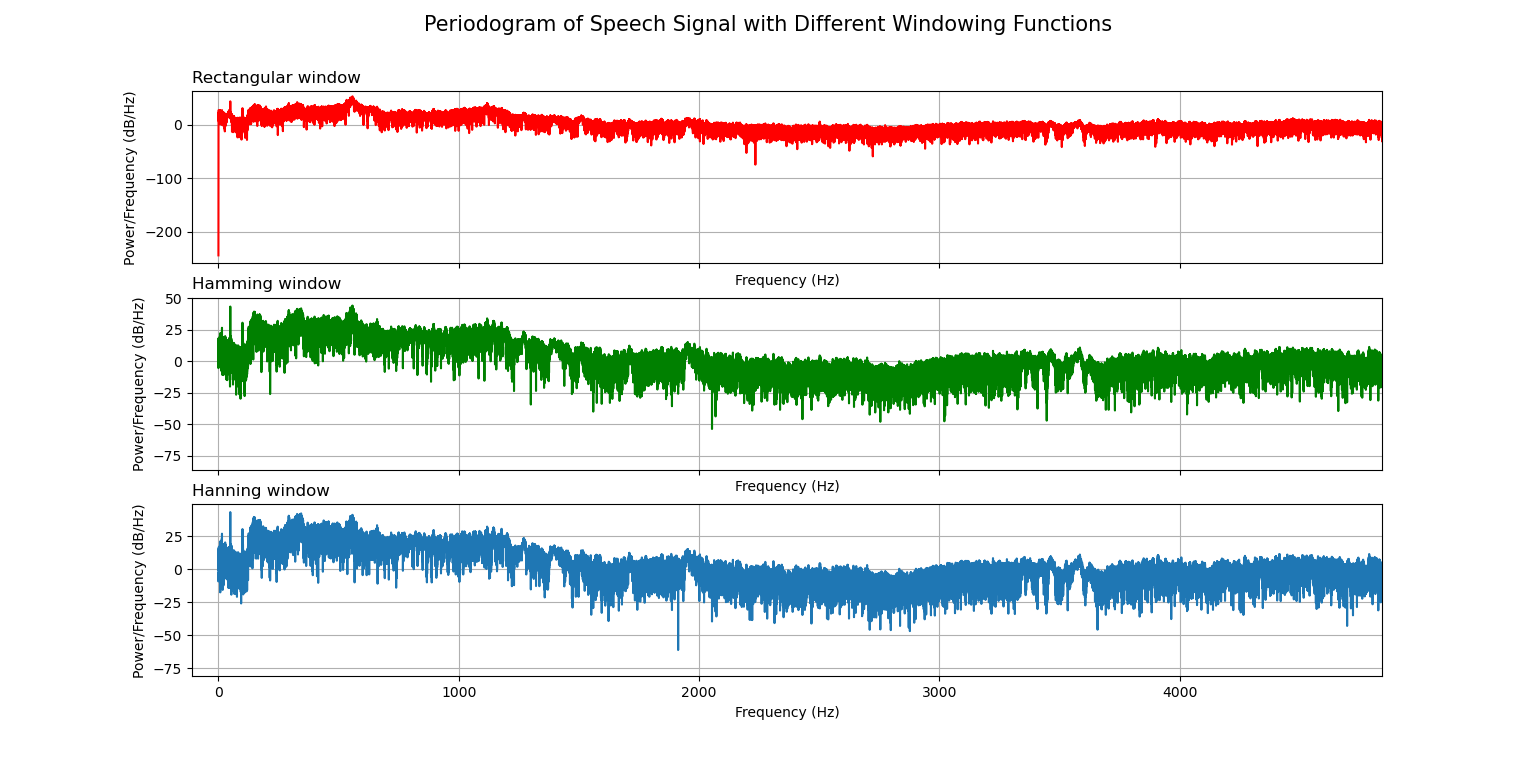 Periodogram of Speech Signal with Different Windowing Functions
Rectangular window
Power/Frequency (dB/Hz)
0
−100
−200
Frequency (Hz)
Hamming window
Power/Frequency (dB/Hz)
50
25
0
−25
−50
−75
Frequency (Hz)
Hanning window
Power/Frequency (dB/Hz)
25
0
−25
−50
−75
0 1000 2000 3000 4000
Frequency (Hz)